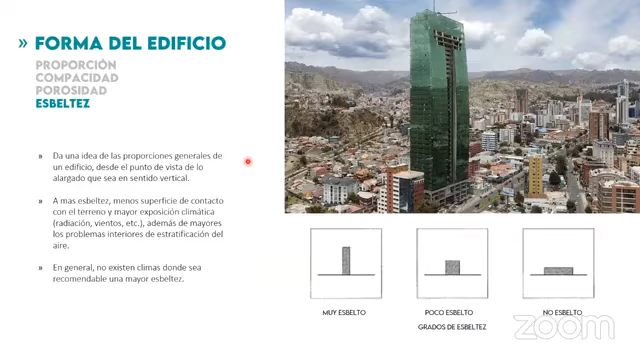 » FORMA DEL EDIFICIO
PROPORCIÓN
COMPACIDAD
POROSIDAD
ESBELTEZ
» Da una idea de las proporciones generales de
un edificio, desde el punto de vista de lo
alargado que sea en sentido vertical.
» A mas esbeltez, menos superficie de contacto
con el terreno y mayor exposición climática
(radiación, vientos, etc.), además de mayores
los problemas interiores de estratificación del
aire.
» En general, no existen climas donde sea
recomendable una mayor esbeltez.
MUY ESBELTO
POCO ESBELTO
NO ESBELTO
GRADOS DE ESBELTEZ
zoom